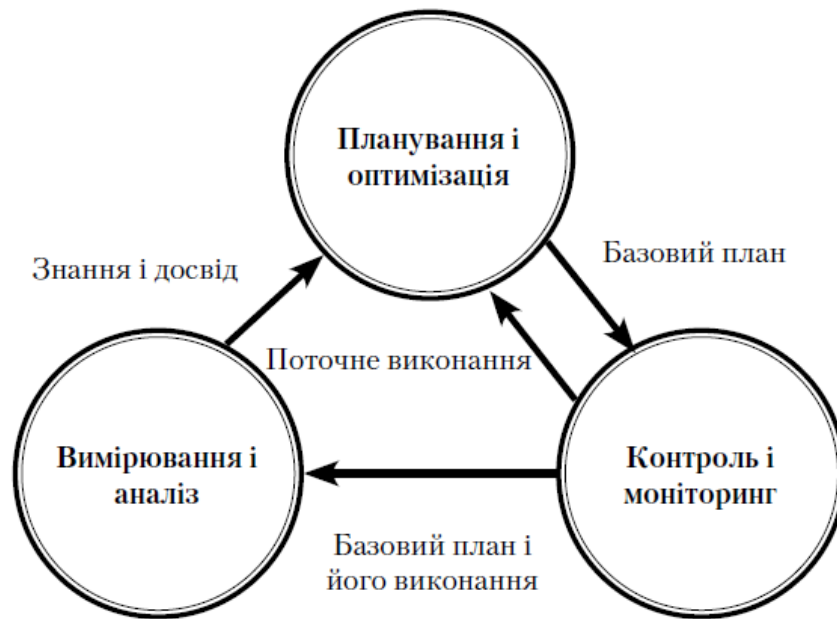 Планування і
оптимізація
Знання і досвід
Базовий план
Поточне виконання
Вимірювання і
аналіз
Контроль і
моніторинг
Базовий план і
його виконання